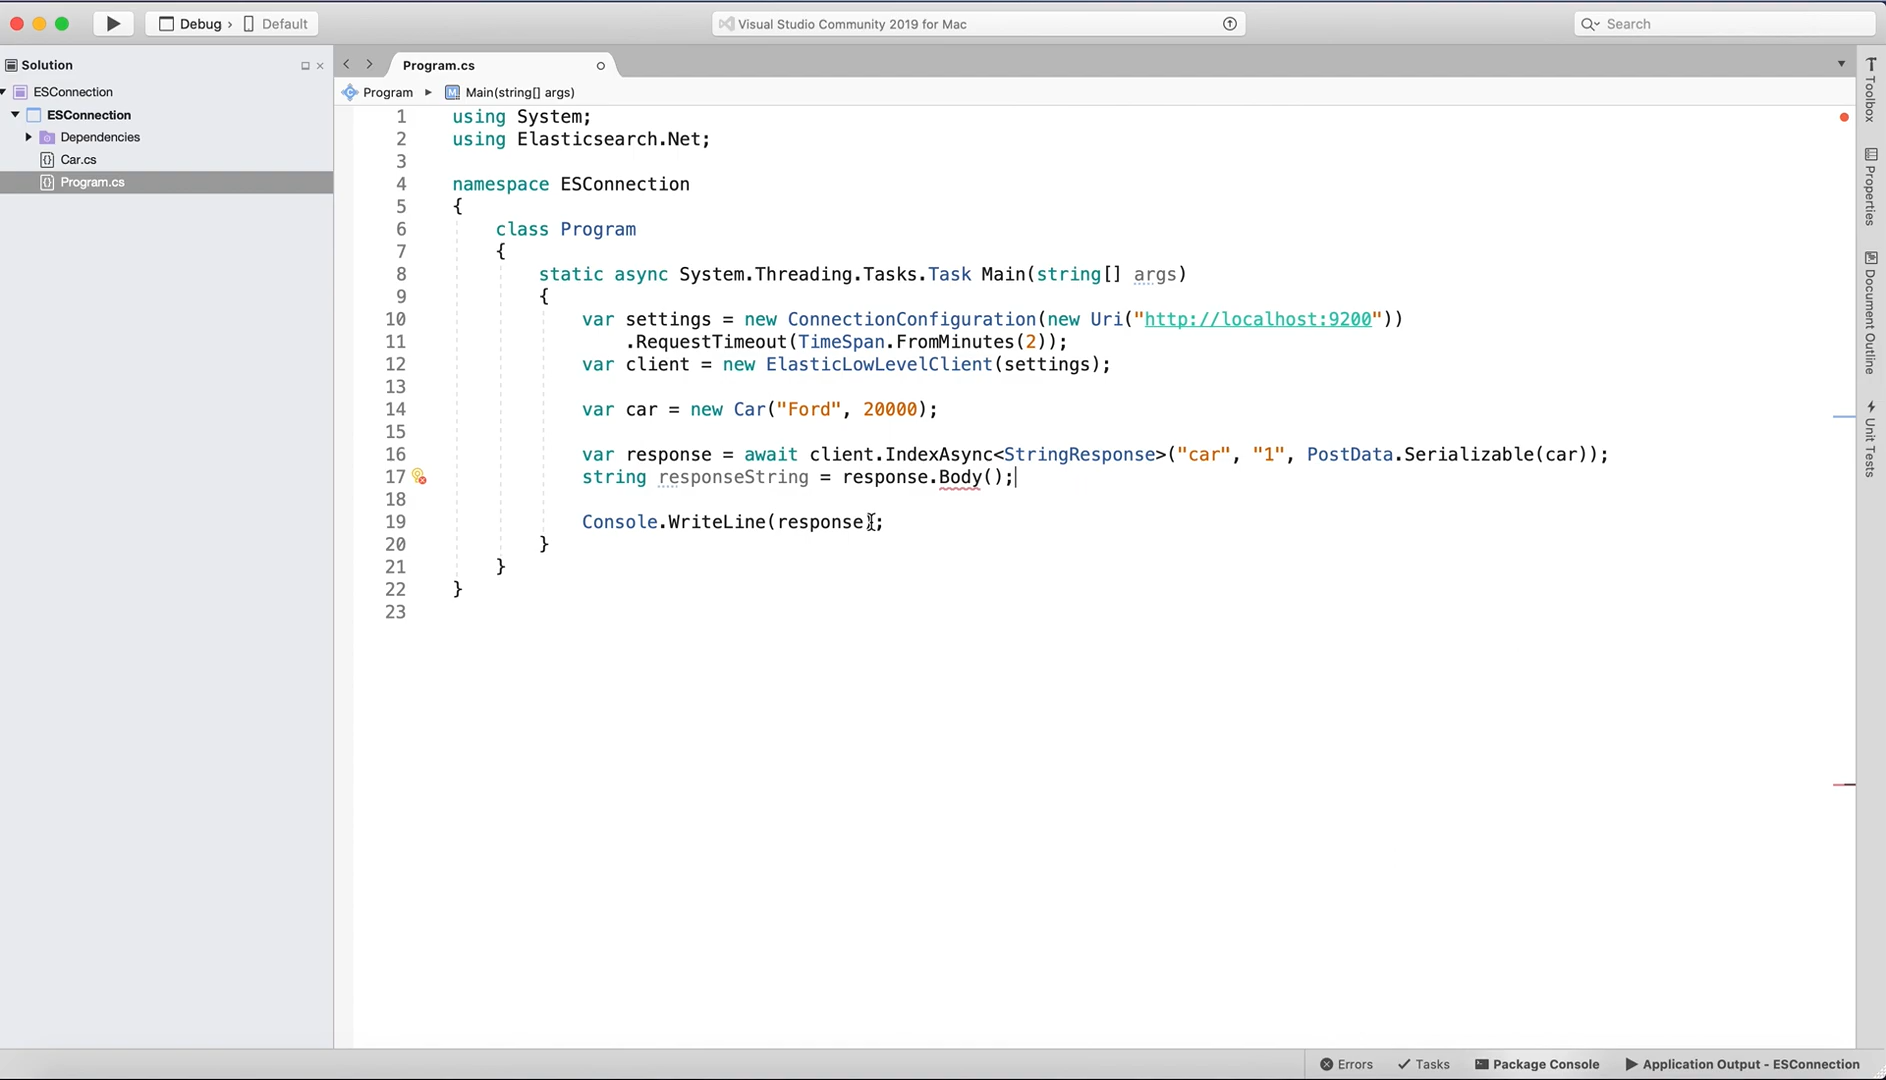 Debug › Default
Visual Studio Community 2019 for Mac
Search
Solution
Program.cs
ESConnection
Program ▸ Main(string[] args)
ESConnection
Dependencies
Car.cs
Program.cs
1 using System;
2 using Elasticsearch.Net;
3
4 namespace ESConnection
5 {
6 class Program
7 {
8 static async System.Threading.Tasks.Task Main(string[] args)
9 {
10 var settings = new ConnectionConfiguration(new Uri("http://localhost:9200"))
11 .RequestTimeout(TimeSpan.FromMinutes(2));
12 var client = new ElasticLowLevelClient(settings);
13
14 var car = new Car("Ford", 20000);
15
16 var response = await client.IndexAsync<StringResponse>("car", "1", PostData.Serializable(car));
17 string responseString = response.Body();
18
19 Console.WriteLine(response);
20 }
21 }
22 }
23
Toolbox
Properties
Document Outline
Unit Tests
Errors
Tasks
Package Console
Application Output - ESConnection